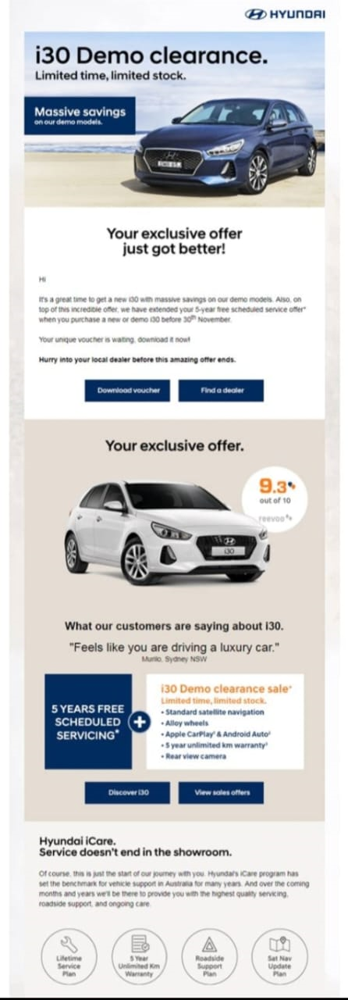 HYUNDAI
i30 Demo clearance.
Limited time, limited stock.
Massive savings
on our demo models.
Your exclusive offer
just got better!
Hi
It's a great time to get a new i30 with massive savings on our demo models. Also, on
top of this incredible offer, we have extended your 5-year free scheduled service offer*
when you purchase a new or demo i30 before 30th November.
Your unique voucher is waiting, download it now!
Hurry into your local dealer before this amazing offer ends.
Download voucher
Find a dealer
Your exclusive offer.
9.3
out of 10
reevoo
i30
What our customers are saying about i30.
"Feels like you are driving a luxury car."
Murilo, Sydney NSW
5 YEARS FREE
SCHEDULED
SERVICING*
+
i30 Demo clearance sale+
Limited time, limited stock.
• Standard satellite navigation
• Alloy wheels
• Apple CarPlay & Android Auto
• 5 year unlimited km warranty
• Rear view camera
Discover i30
View sales offers
Hyundai iCare.
Service doesn't end in the showroom.
Of course, this is just the start of our journey with you. Hyundai's iCare program has
set the benchmark for vehicle support in Australia for many years. And over the coming
months and years we'll be there to provide you with the highest quality servicing,
roadside support, and ongoing care.
Lifetime
Service
Plan
5 Year
Unlimited Km
Warranty
Roadside
Support
Plan
Sat Nav
Update
Plan